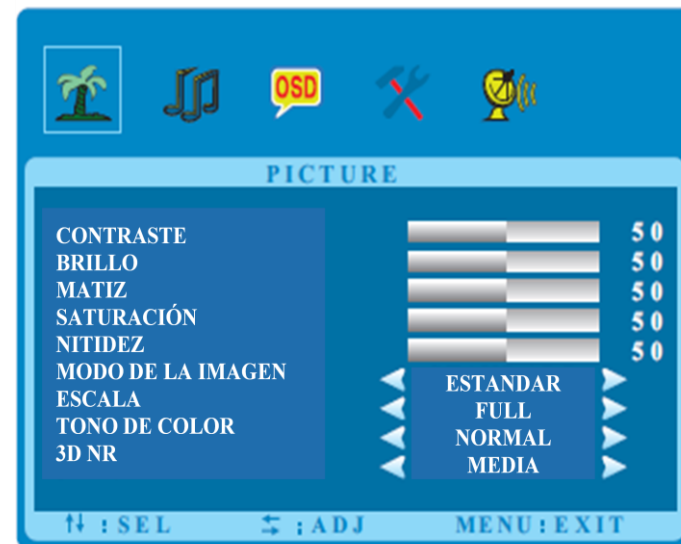 OSD
PICTURE
CONTRASTE 50
BRILLO 50
MATIZ 50
SATURACIÓN 50
NITIDEZ 50
MODO DE LA IMAGEN ESTANDAR
ESCALA FULL
TONO DE COLOR NORMAL
3D NR MEDIA
↑↓ : SEL ⇆ : ADJ MENU : EXIT